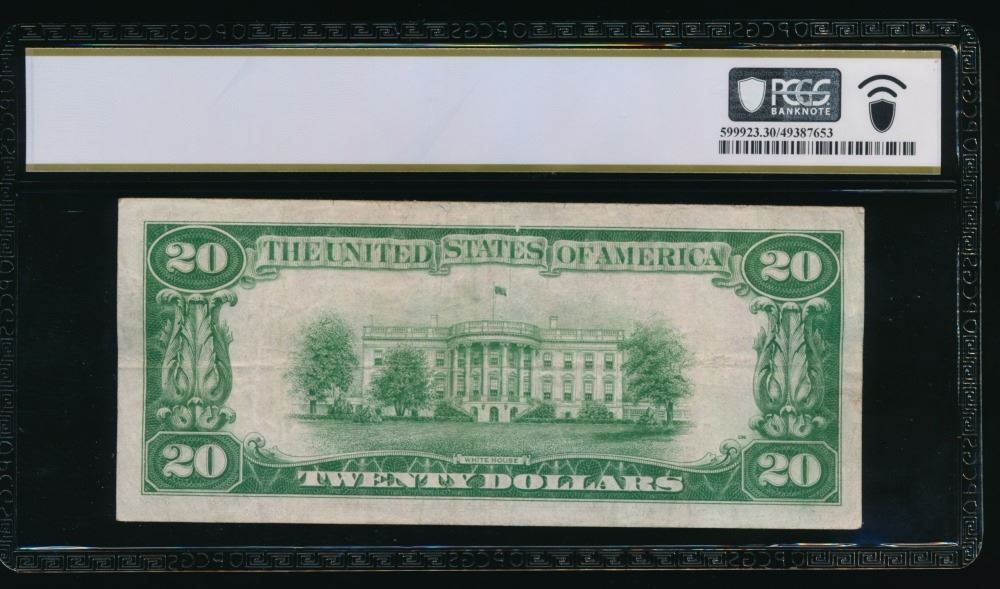 PCGS
BANKNOTE
599923.30/49387653
20 THE UNITED STATES OF AMERICA 20
WHITE HOUSE
20 TWENTY DOLLARS 20